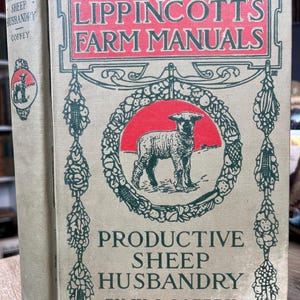 SHEEP
HUSBANDRY
COFFEY
LIPPINCOTT'S
FARM MANUALS
PRODUCTIVE
SHEEP
HUSBANDRY